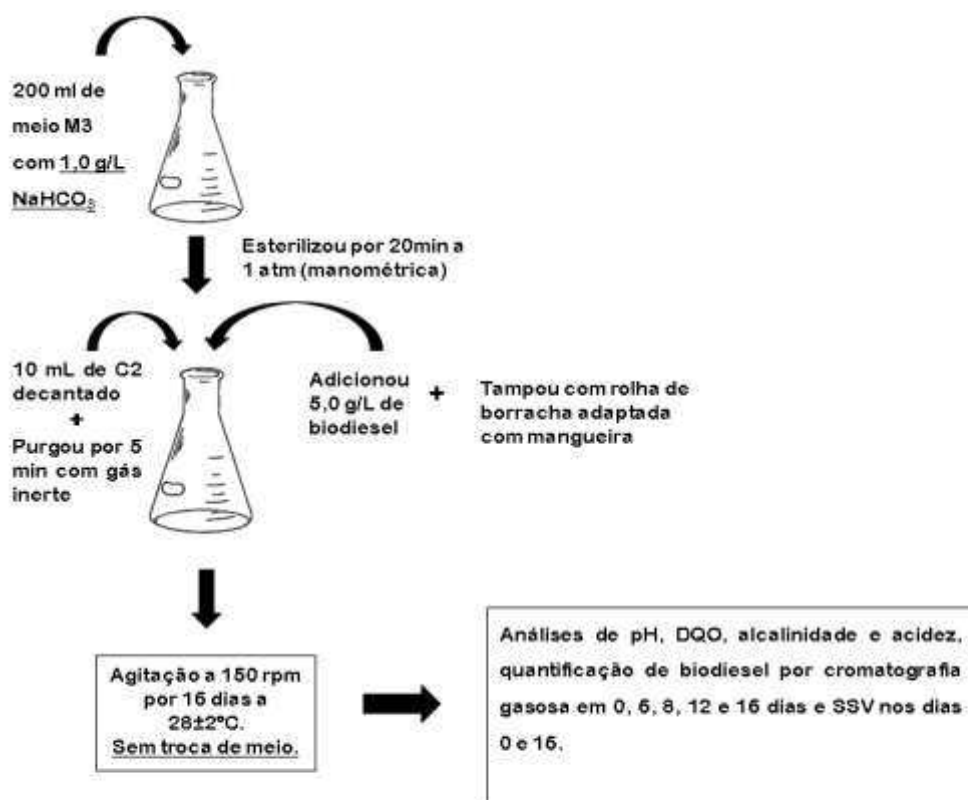 200 ml de
meio M3
com 1,0 g/L
NaHCO₃
Esterilizou por 20min a
1 atm (manométrica)
10 mL de C2
decantado
+
Purgou por 5
min com gás
inerte
Adicionou
5,0 g/L de
biodiesel
+
Tampou com rolha de
borracha adaptada
com mangueira
Agitação a 150 rpm
por 16 dias a
28±2°C.
Sem troca de meio.
Análises de pH, DQO, alcalinidade e acidez,
quantificação de biodiesel por cromatografia
gasosa em 0, 6, 8, 12 e 16 dias e SSV nos dias
0 e 16.